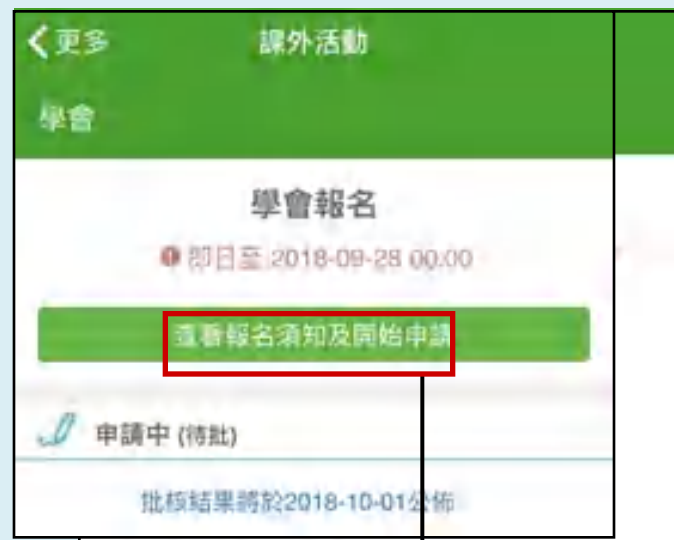 更多
課外活動
學會
學會報名
即日至 2018-09-28 00:00
查看報名須知及開始申請
申請中 (待批)
批核結果將於2018-10-01公佈